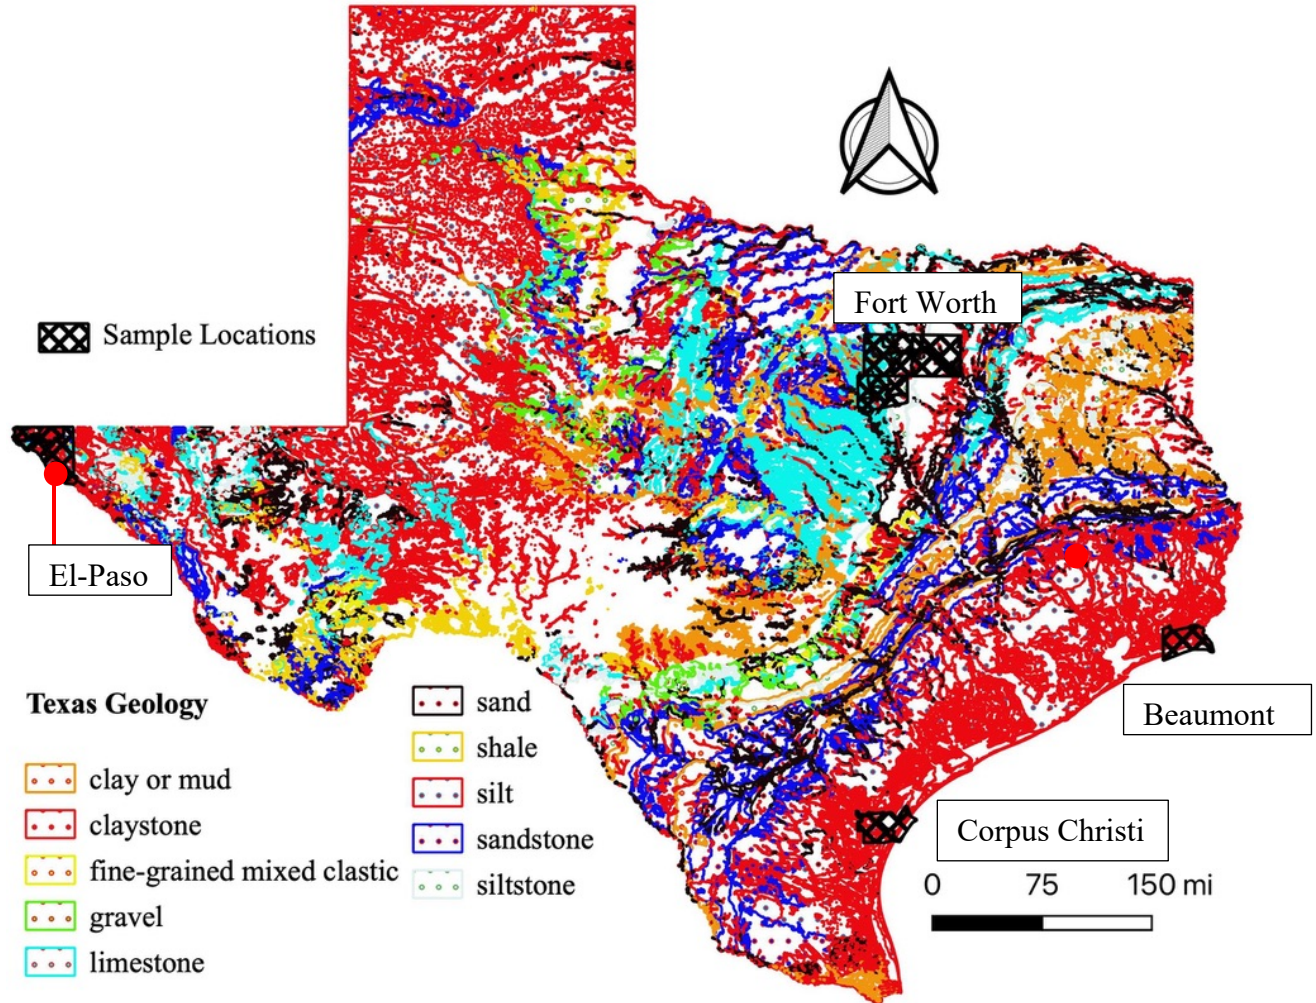 Fort Worth
Sample Locations
El-Paso
Texas Geology
clay or mud
claystone
fine-grained mixed clastic
gravel
limestone
sand
shale
silt
sandstone
siltstone
Beaumont
Corpus Christi
0 75 150 mi